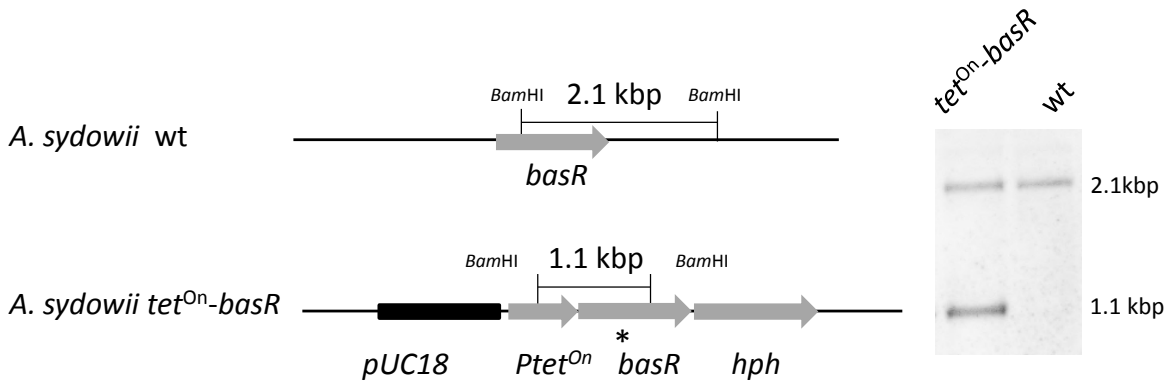 BamHI 2.1 kbp BamHI
A. sydowii wt
basR
BamHI 1.1 kbp BamHI
A. sydowii tetOn-basR
*
pUC18 PtetOn basR hph
tetOn-basR
wt
2.1kbp
1.1 kbp